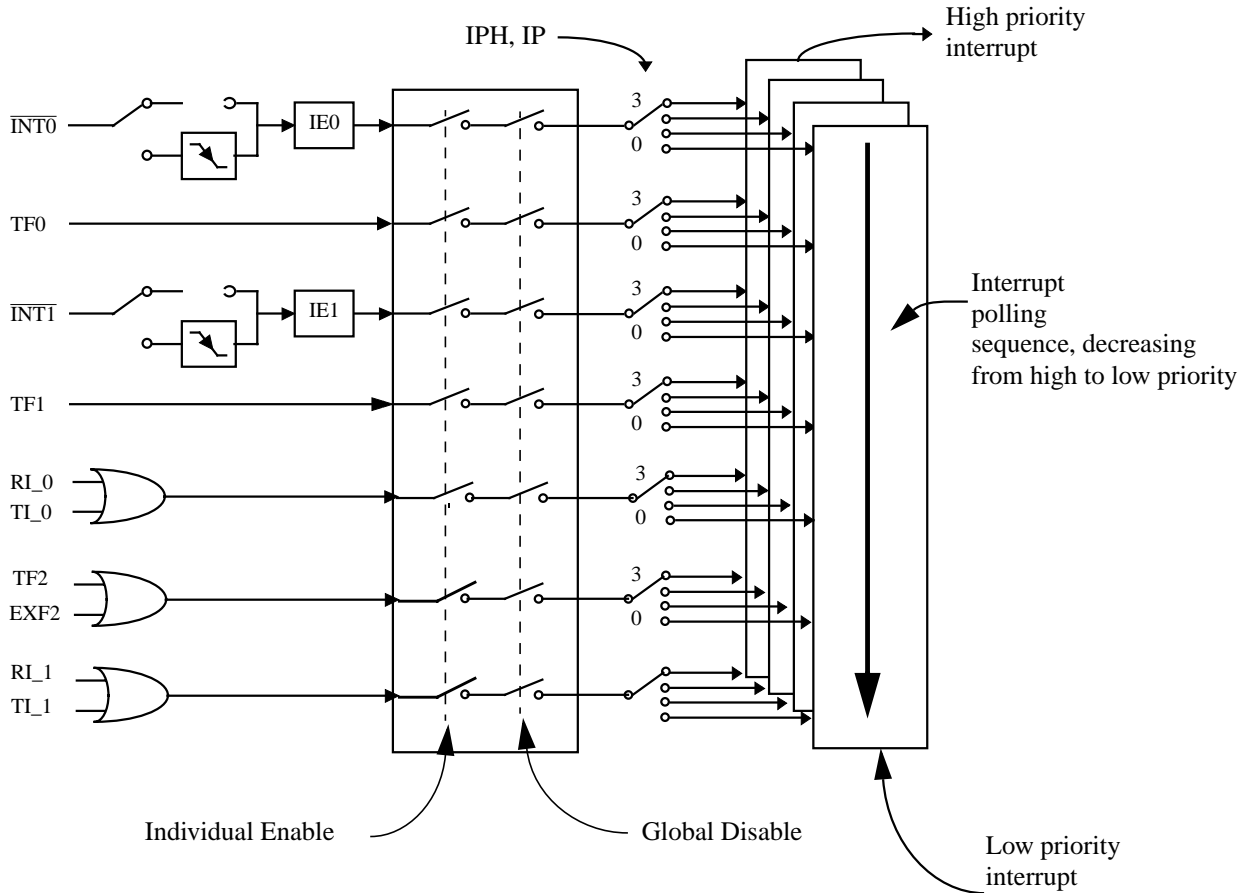 High priority
interrupt
IPH, IP
INT0
IE0
3
0
TF0
3
0
INT1
IE1
3
0
Interrupt
polling
sequence, decreasing
from high to low priority
TF1
3
0
RI_0
TI_0
3
0
TF2
EXF2
3
0
RI_1
TI_1
Individual Enable
Global Disable
Low priority
interrupt